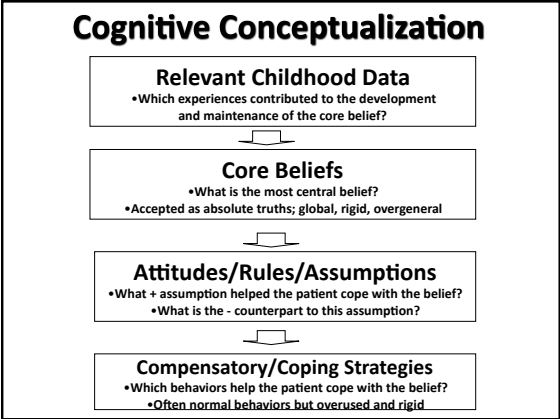 Cognitive Conceptualization
Relevant Childhood Data
•Which experiences contributed to the development
and maintenance of the core belief?
Core Beliefs
•What is the most central belief?
•Accepted as absolute truths; global, rigid, overgeneral
Attitudes/Rules/Assumptions
•What + assumption helped the patient cope with the belief?
•What is the - counterpart to this assumption?
Compensatory/Coping Strategies
•Which behaviors help the patient cope with the belief?
•Often normal behaviors but overused and rigid